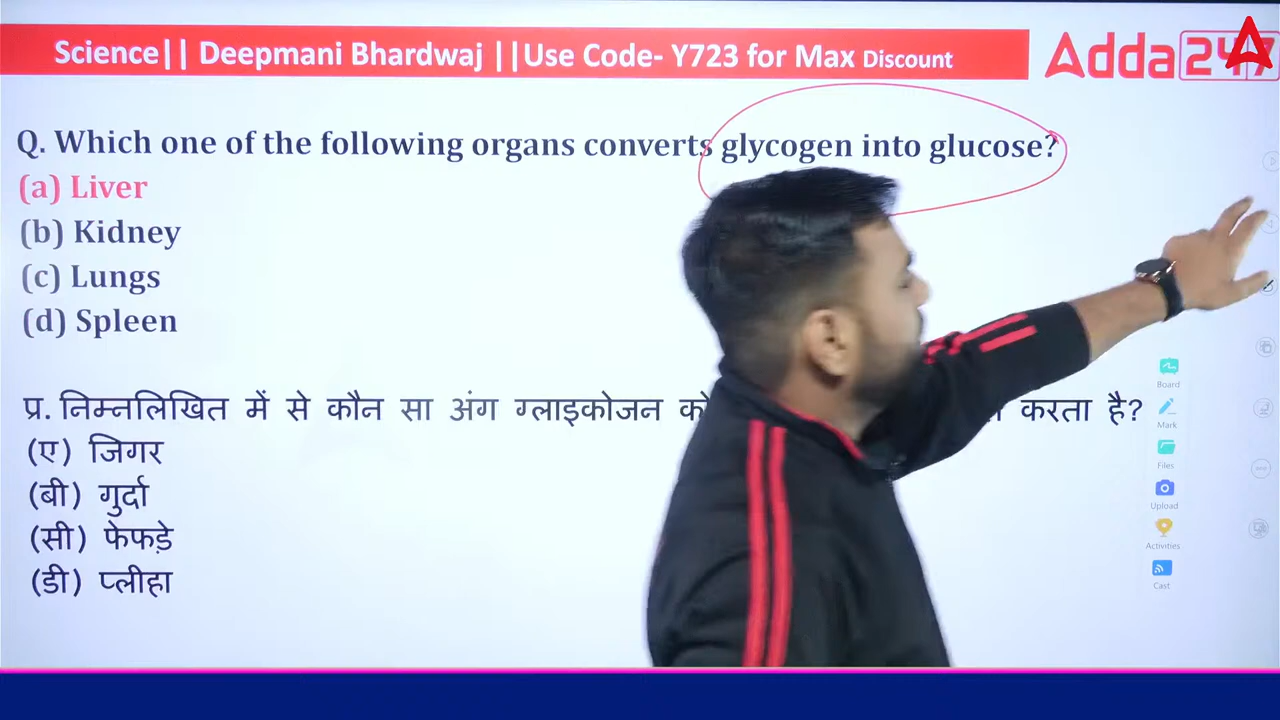 Science|| Deepmani Bhardwaj ||Use Code- Y723 for Max Discount
Adda247
Q. Which one of the following organs converts glycogen into glucose?
(a) Liver
(b) Kidney
(c) Lungs
(d) Spleen
प्र. निम्नलिखित में से कौन सा अंग ग्लाइकोजन को करता है?
(ए) जिगर
(बी) गुर्दा
(सी) फेफड़े
(डी) प्लीहा
Board
Mark
Files
Upload
Activities
Cast